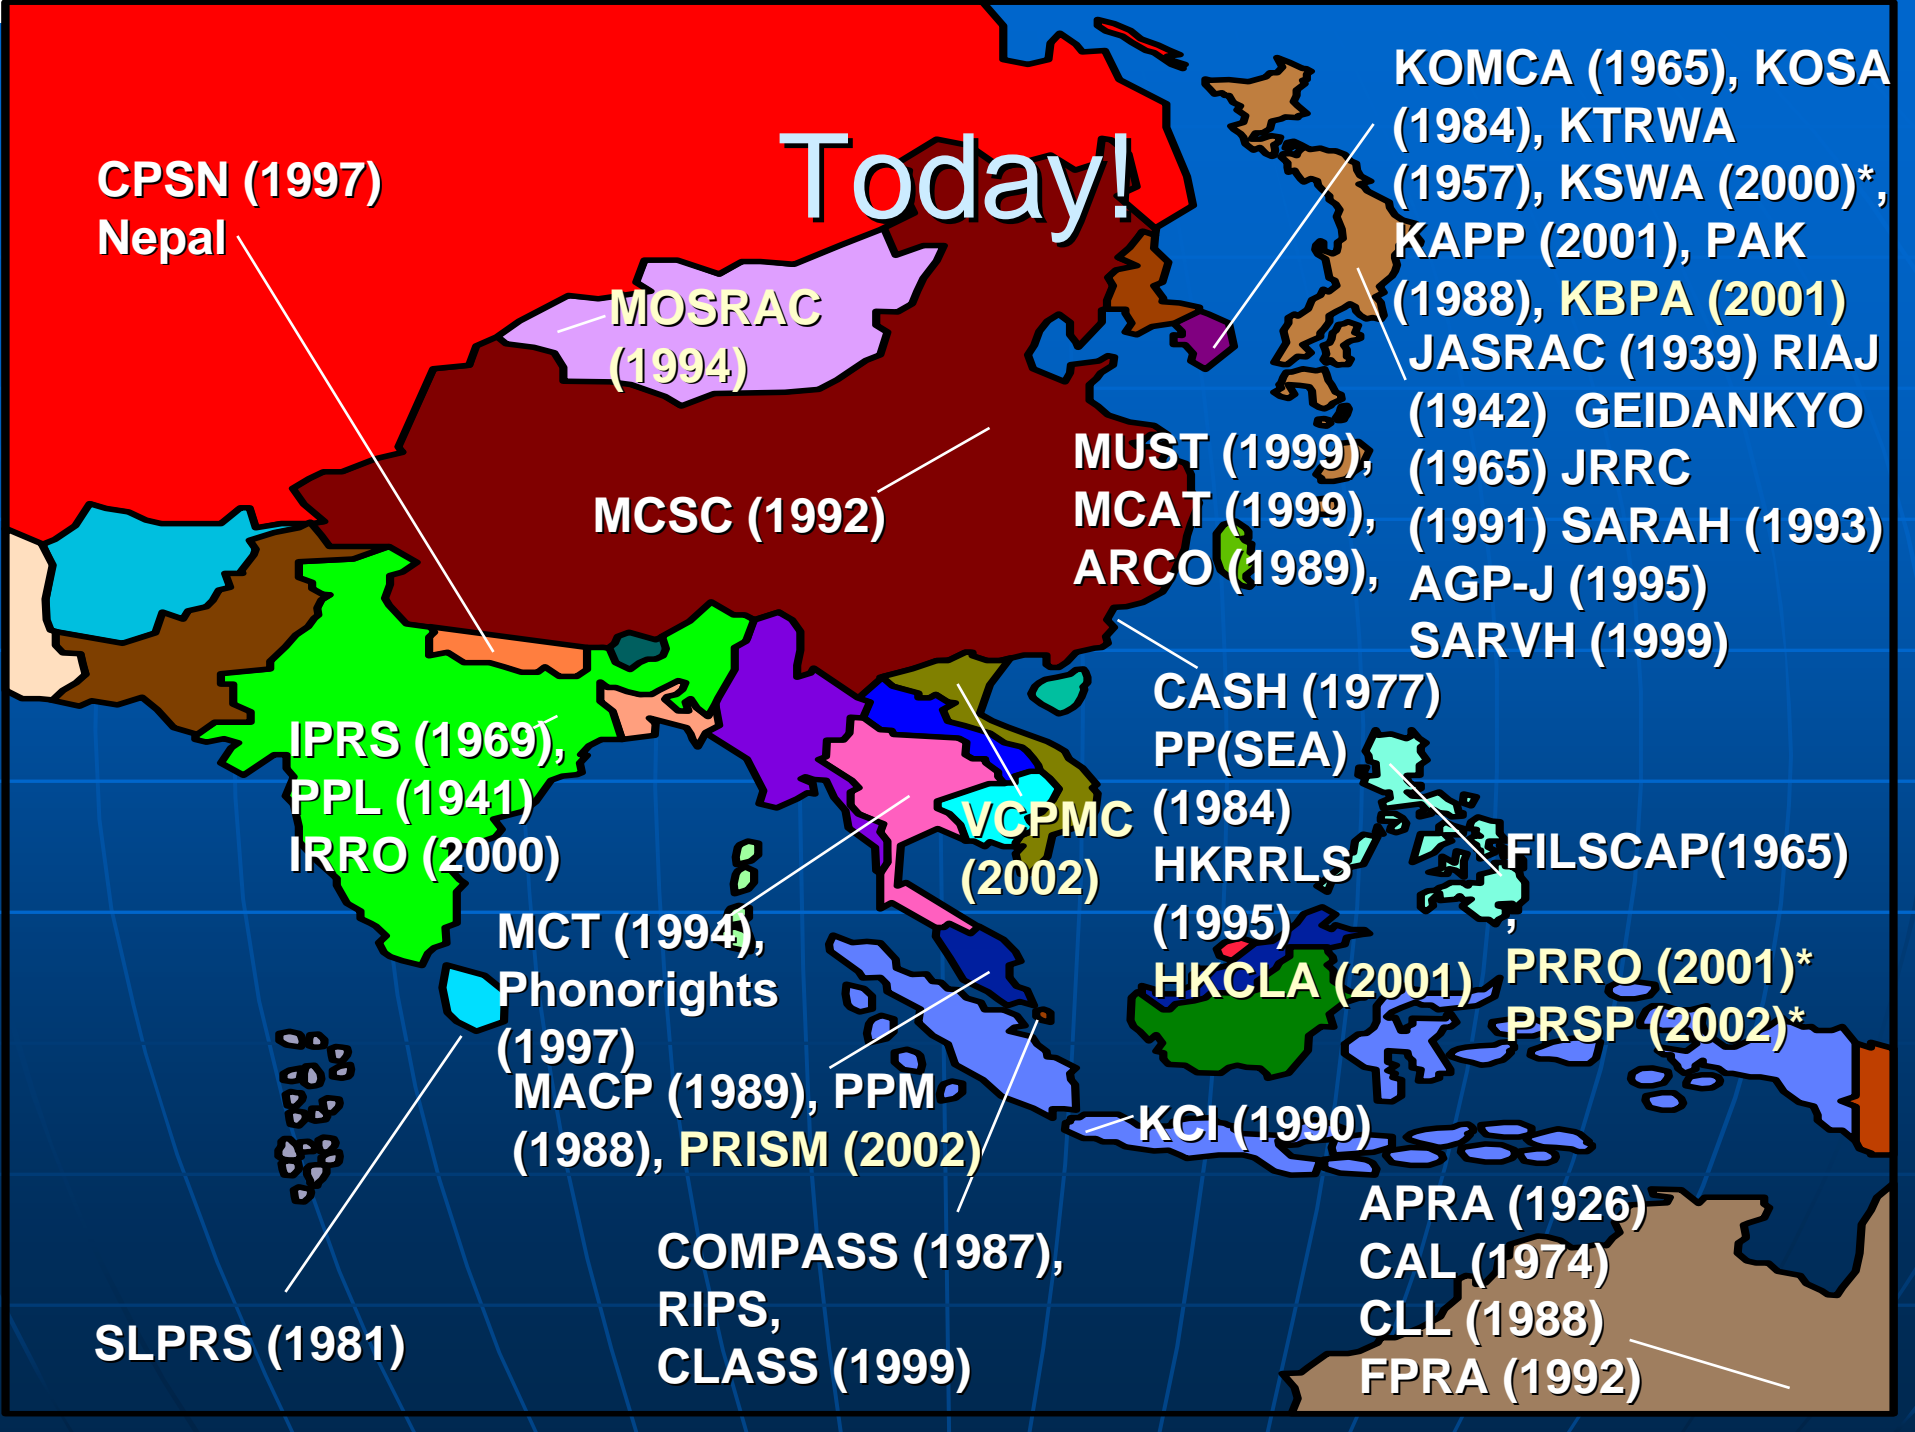 Today!
CPSN (1997)
Nepal
MOSRAC
(1994)
MCSC (1992)
KOMCA (1965), KOSA
(1984), KTRWA
(1957), KSWA (2000)*,
KAPP (2001), PAK
(1988), KBPA (2001)
JASRAC (1939) RIAJ
(1942) GEIDANKYO
(1965) JRRC
(1991) SARAH (1993)
AGP-J (1995)
SARVH (1999)
MUST (1999),
MCAT (1999),
ARCO (1989),
CASH (1977)
PP(SEA)
(1984)
HKRRLS
(1995)
HKCLA (2001)
IPRS (1969),
PPL (1941)
IRRO (2000)
VCPMC
(2002)
FILSCAP(1965)
,
PRRO (2001)*
PRSP (2002)*
MCT (1994),
Phonorights
(1997)
MACP (1989), PPM
(1988), PRISM (2002)
KCI (1990)
COMPASS (1987),
RIPS,
CLASS (1999)
SLPRS (1981)
APRA (1926)
CAL (1974)
CLL (1988)
FPRA (1992)